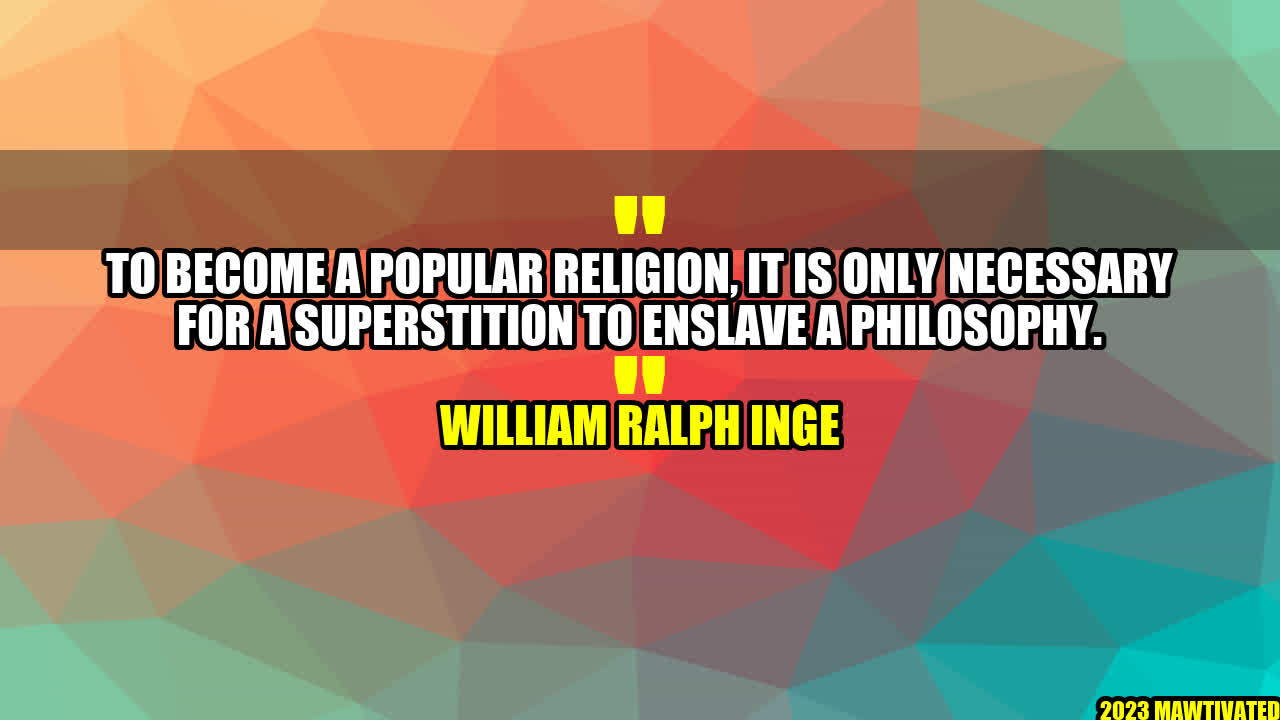 "
TO BECOME A POPULAR RELIGION, IT IS ONLY NECESSARY
FOR A SUPERSTITION TO ENSLAVE A PHILOSOPHY.
"
WILLIAM RALPH INGE
2023 MAWTIVATED